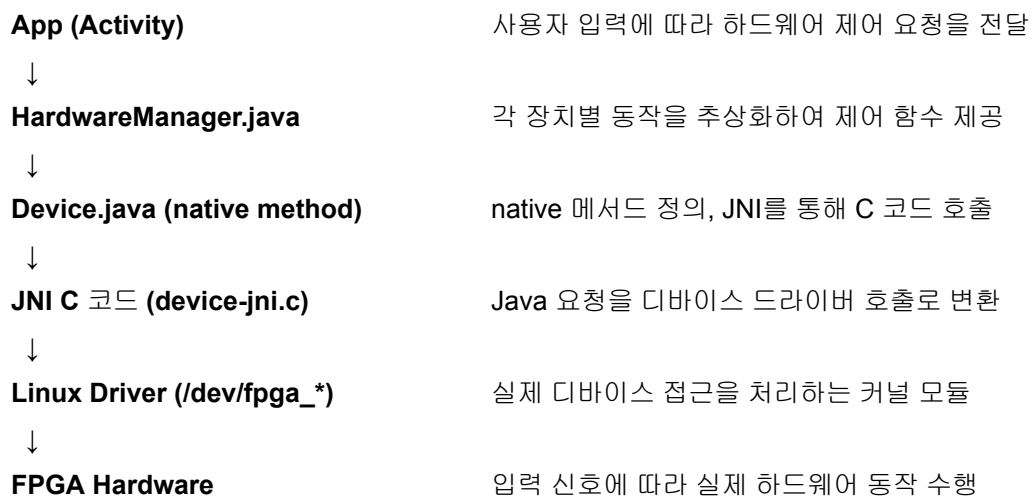 App (Activity) 사용자 입력에 따라 하드웨어 제어 요청을 전달
↓
HardwareManager.java 각 장치별 동작을 추상화하여 제어 함수 제공
↓
Device.java (native method) native 메서드 정의, JNI를 통해 C 코드 호출
↓
JNI C 코드 (device-jni.c) Java 요청을 디바이스 드라이버 호출로 변환
↓
Linux Driver (/dev/fpga_*) 실제 디바이스 접근을 처리하는 커널 모듈
↓
FPGA Hardware 입력 신호에 따라 실제 하드웨어 동작 수행